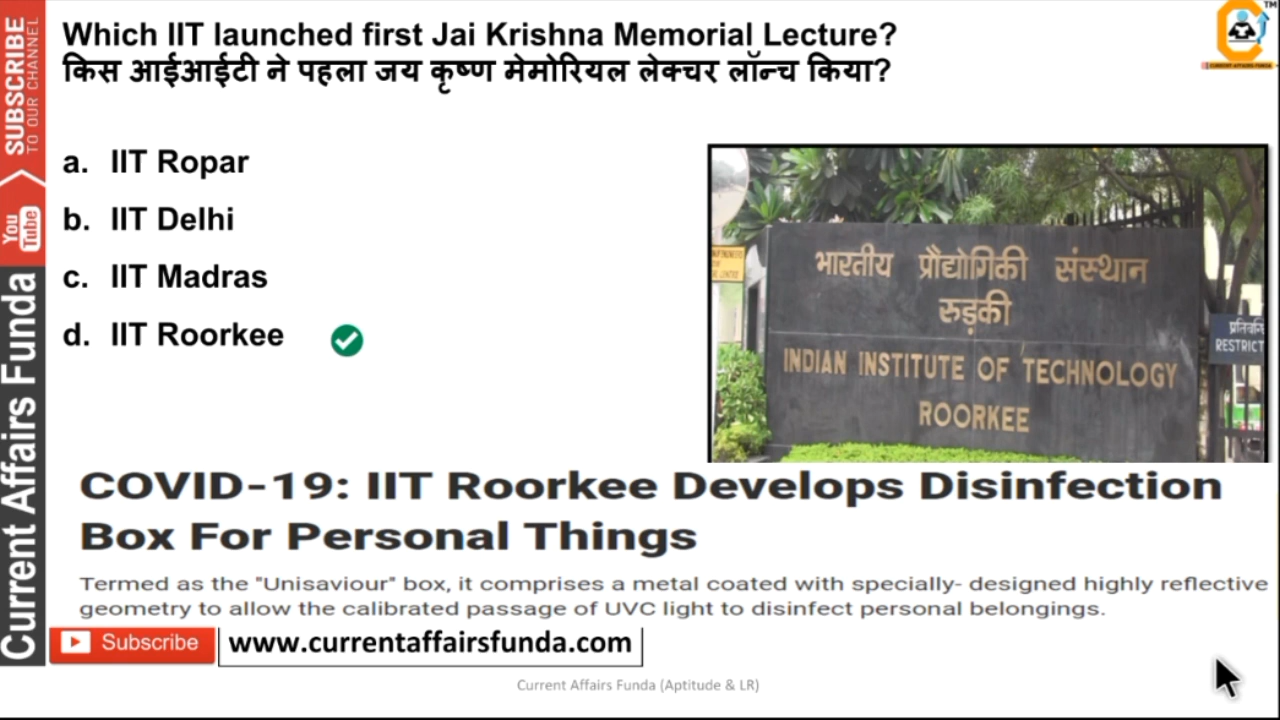 Which IIT launched first Jai Krishna Memorial Lecture?
किस आईआईटी ने पहला जय कृष्ण मेमोरियल लेक्चर लॉन्च किया?
a. IIT Ropar
b. IIT Delhi
c. IIT Madras
d. IIT Roorkee
भारतीय प्रौद्योगिकी संस्थान
रुड़की
INDIAN INSTITUTE OF TECHNOLOGY
ROORKEE
RESTRICT
COVID-19: IIT Roorkee Develops Disinfection
Box For Personal Things
Termed as the "Unisaviour" box, it comprises a metal coated with specially- designed highly reflective
geometry to allow the calibrated passage of UVC light to disinfect personal belongings.
Subscribe
www.currentaffairsfunda.com
Current Affairs Funda (Aptitude & LR)
SUBSCRIBE
TO OUR CHANNEL
You
Tube
Current Affairs Funda
TM
CURRENT AFFAIRS FUNDA